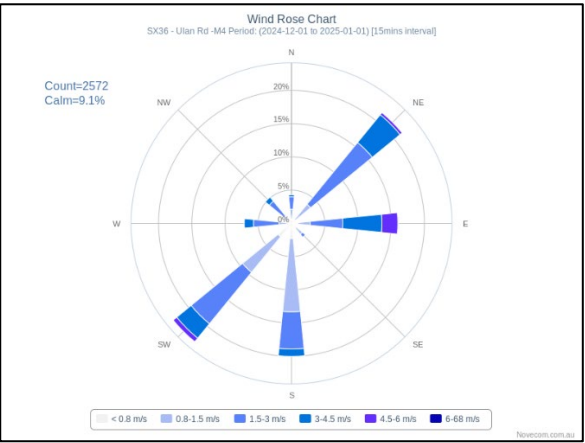 Wind Rose Chart
SX36 - Ulan Rd -M4 Period: (2024-12-01 to 2025-01-01) [15mins interval]
Count=2572
Calm=9.1%
N
NE
E
SE
S
SW
W
NW
20%
15%
10%
5%
0%
< 0.8 m/s 0.8-1.5 m/s 1.5-3 m/s 3-4.5 m/s 4.5-6 m/s 6-68 m/s
Novecom.com.au